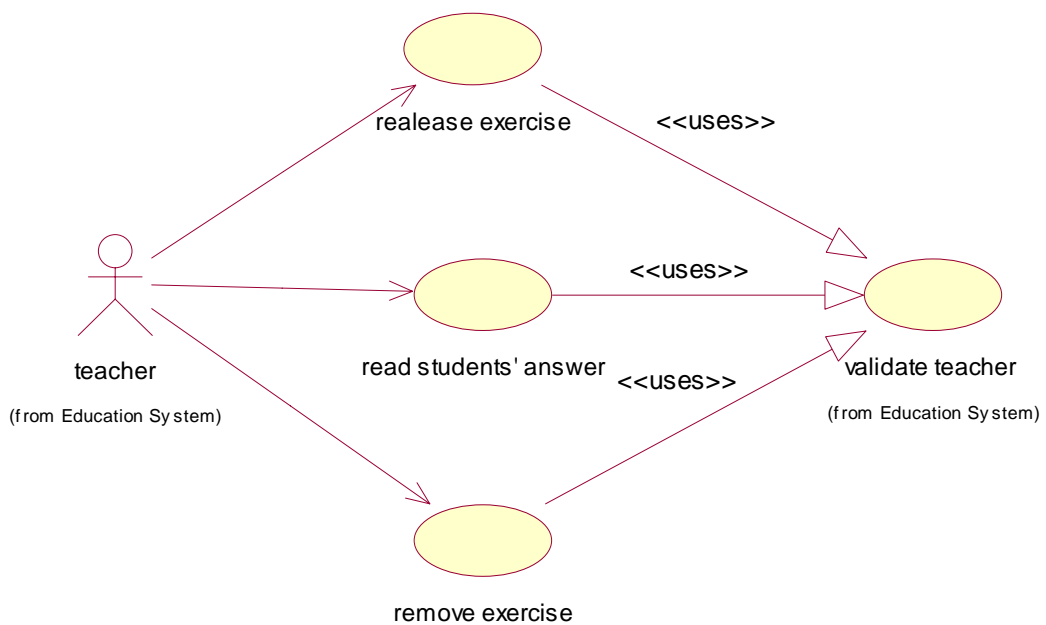 realease exercise
<<uses>>
<<uses>>
teacher
(from Education System)
read students' answer
<<uses>>
validate teacher
(from Education System)
remove exercise